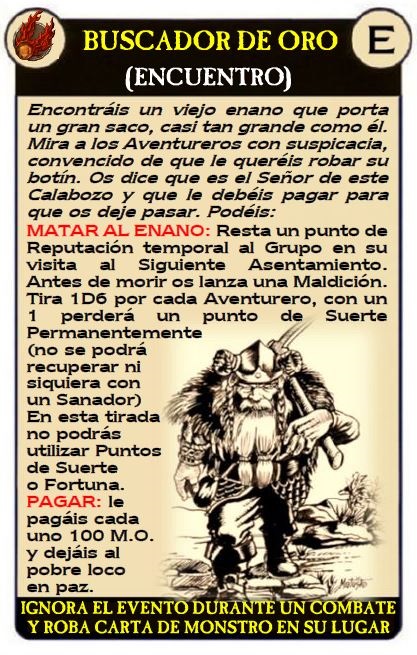 BUSCADOR DE ORO
E
(ENCUENTRO)
Encontráis un viejo enano que porta
un gran saco, casi tan grande como él.
Mira a los Aventureros con suspicacia,
convencido de que le queréis robar su
botín. Os dice que es el Señor de este
Calabozo y que le debéis pagar para
que os deje pasar. Podéis:
MATAR AL ENANO: Resta un punto de
Reputación temporal al Grupo en su
visita al Siguiente Asentamiento.
Antes de morir os lanza una Maldición.
Tira 1D6 por cada Aventurero, con un
1 perderá un punto de Suerte
Permanentemente
(no se podrá
recuperar ni
siquiera con
un Sanador)
En esta tirada
no podrás
utilizar Puntos
de Suerte
o Fortuna.
PAGAR: le
pagáis cada
uno 100 M.O.
y dejáis al
pobre loco
en paz.
IGNORA EL EVENTO DURANTE UN COMBATE
Y ROBA CARTA DE MONSTRO EN SU LUGAR